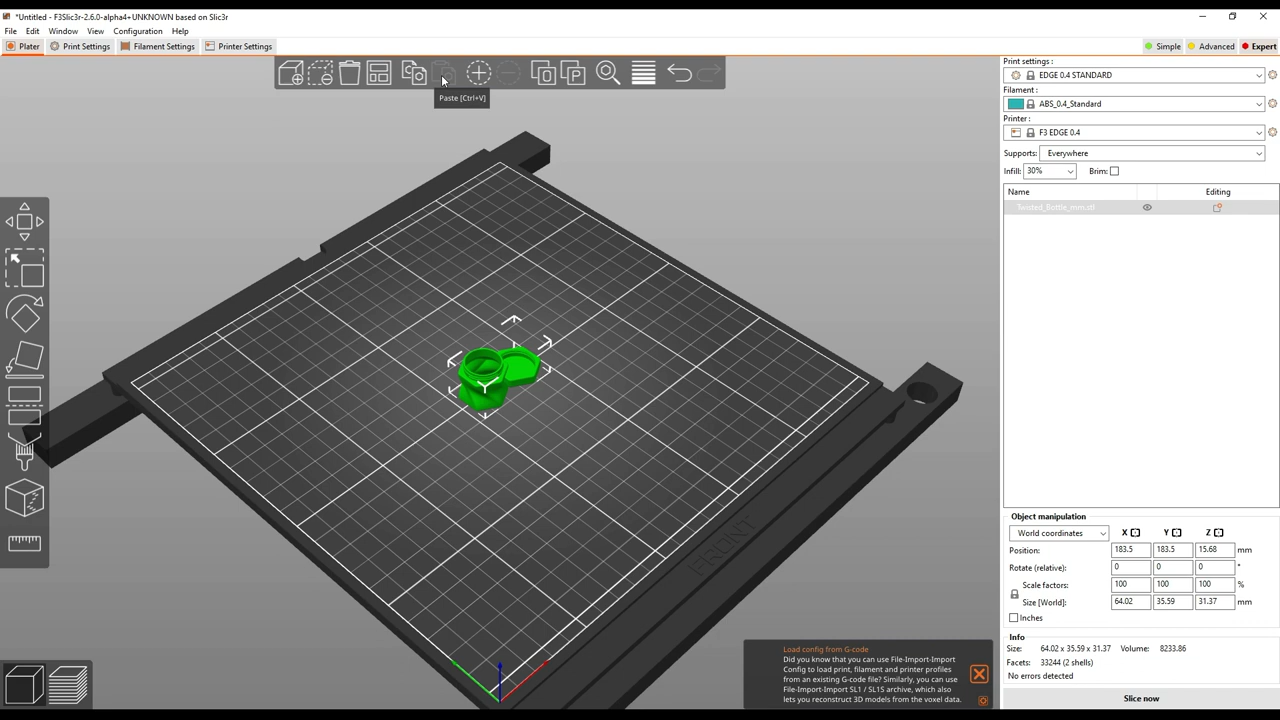 *Untitled - F3Slic3r-2.6.0-alpha4+UNKNOWN based on Slic3r
File Edit Window View Configuration Help
Plater Print Settings Filament Settings Printer Settings
Simple Advanced Expert
Paste [Ctrl+V]
Print settings :
EDGE 0.4 STANDARD
Filament :
ABS_0.4_Standard
Printer :
F3 EDGE 0.4
Supports: Everywhere
Infill: 30% Brim:
Name Editing
Twisted_Bottle_mm.stl
FRONT
Object manipulation
World coordinates X Y Z
Position: 183.5 183.5 15.68 mm
Rotate (relative): 0 0 0 °
Scale factors: 100 100 100 %
Size [World]: 64.02 35.59 31.37 mm
Inches
Info
Size: 64.02 x 35.59 x 31.37 Volume: 8233.86
Facets: 33244 (2 shells)
No errors detected
Slice now
Load config from G-code
Did you know that you can use File-Import-Import
Config to load print, filament and printer profiles
from an existing G-code file? Similarly, you can use
File-Import-Import SL1 / SL1S archive, which also
lets you reconstruct 3D models from the voxel data.